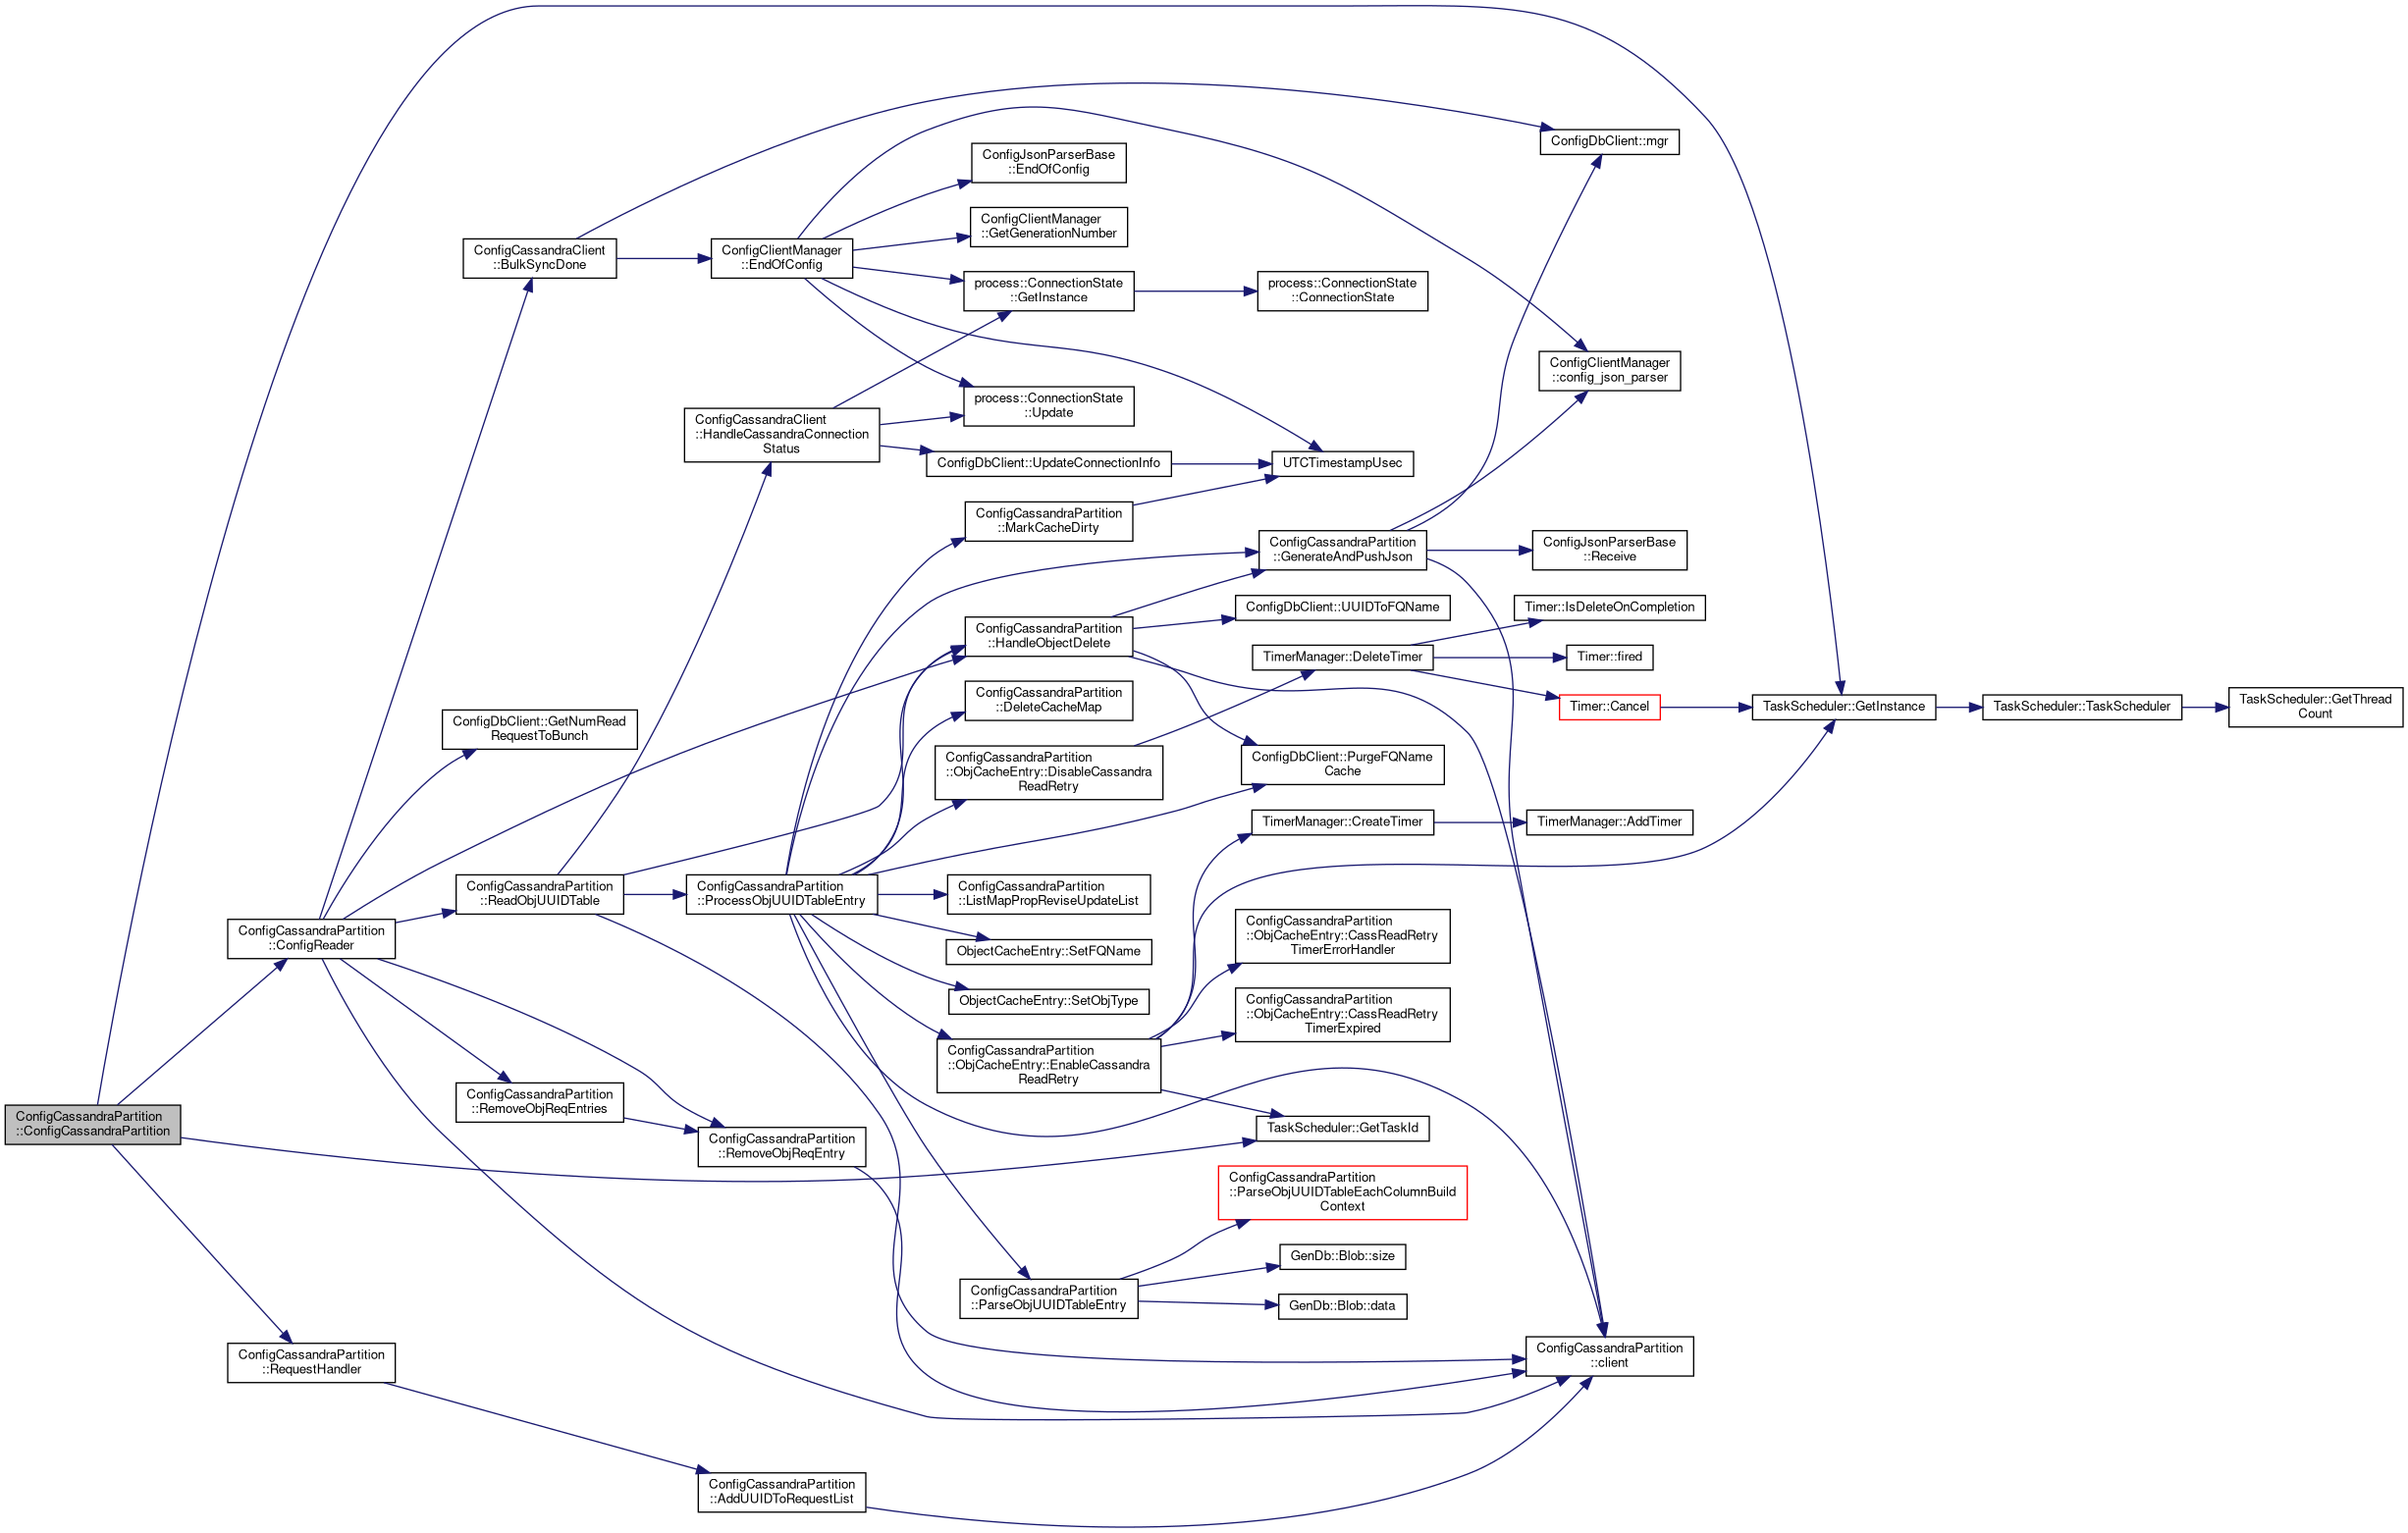 ConfigCassandraPartition
::ConfigCassandraPartition
ConfigCassandraPartition
::ConfigReader
ConfigCassandraPartition
::RequestHandler
ConfigCassandraClient
::BulkSyncDone
ConfigDbClient::GetNumRead
RequestToBunch
ConfigCassandraPartition
::ReadObjUUIDTable
ConfigCassandraPartition
::RemoveObjReqEntries
ConfigClientManager
::EndOfConfig
ConfigCassandraClient
::HandleCassandraConnection
Status
ConfigCassandraPartition
::ProcessObjUUIDTableEntry
ConfigCassandraPartition
::RemoveObjReqEntry
ConfigCassandraPartition
::AddUUIDToRequestList
ConfigJsonParserBase
::EndOfConfig
ConfigClientManager
::GetGenerationNumber
process::ConnectionState
::GetInstance
process::ConnectionState
::Update
ConfigDbClient::UpdateConnectionInfo
ConfigCassandraPartition
::MarkCacheDirty
ConfigCassandraPartition
::HandleObjectDelete
ConfigCassandraPartition
::DeleteCacheMap
ConfigCassandraPartition
::ObjCacheEntry::DisableCassandra
ReadRetry
ConfigCassandraPartition
::ListMapPropReviseUpdateList
ObjectCacheEntry::SetFQName
ObjectCacheEntry::SetObjType
ConfigCassandraPartition
::ObjCacheEntry::EnableCassandra
ReadRetry
ConfigCassandraPartition
::ParseObjUUIDTableEntry
process::ConnectionState
::ConnectionState
UTCTimestampUsec
ConfigCassandraPartition
::GenerateAndPushJson
ConfigDbClient::UUIDToFQName
TimerManager::DeleteTimer
ConfigDbClient::PurgeFQName
Cache
TimerManager::CreateTimer
ConfigCassandraPartition
::ObjCacheEntry::CassReadRetry
TimerErrorHandler
ConfigCassandraPartition
::ObjCacheEntry::CassReadRetry
TimerExpired
TaskScheduler::GetTaskId
ConfigCassandraPartition
::ParseObjUUIDTableEachColumnBuild
Context
GenDb::Blob::size
GenDb::Blob::data
ConfigDbClient::mgr
ConfigClientManager
::config_json_parser
ConfigJsonParserBase
::Receive
Timer::IsDeleteOnCompletion
Timer::fired
Timer::Cancel
TimerManager::AddTimer
ConfigCassandraPartition
::client
TaskScheduler::GetInstance
TaskScheduler::TaskScheduler
TaskScheduler::GetThread
Count